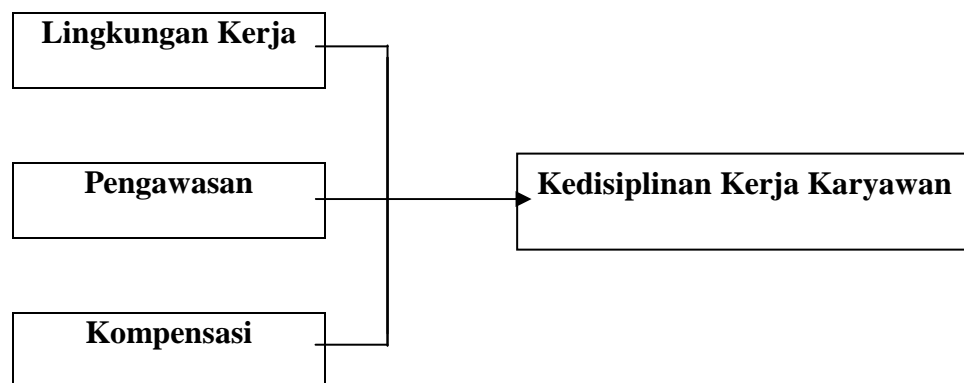 Lingkungan Kerja
Pengawasan
Kedisiplinan Kerja Karyawan
Kompensasi